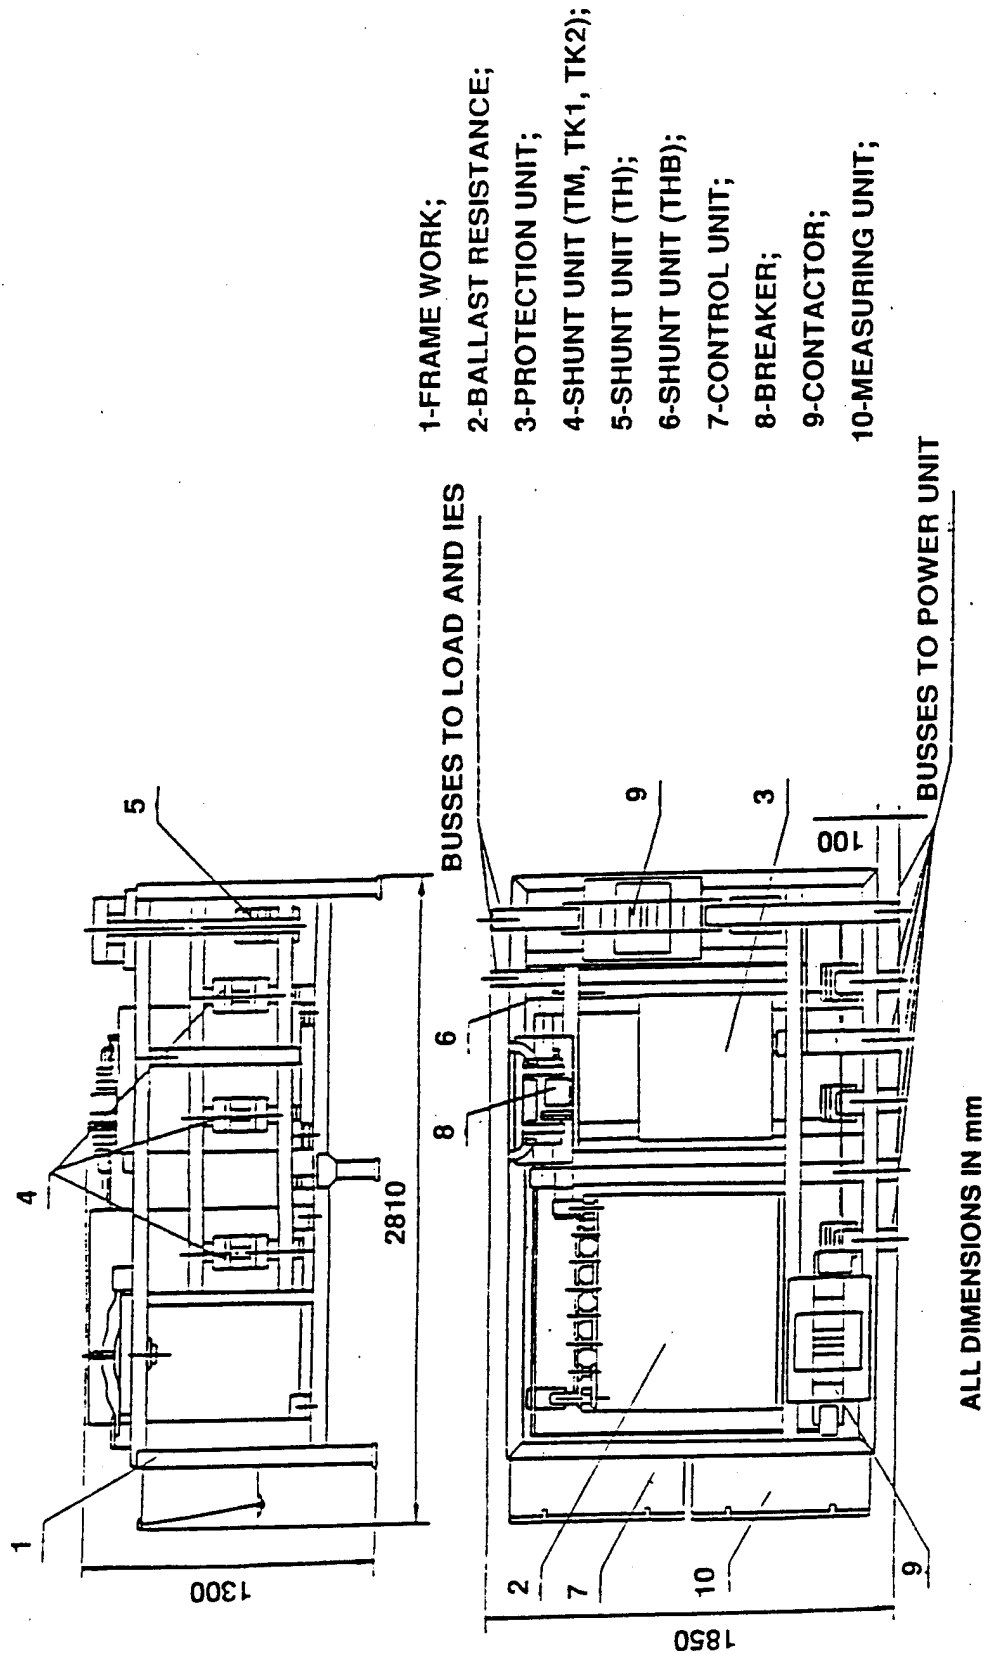 1-FRAME WORK;
2-BALLAST RESISTANCE;
3-PROTECTION UNIT;
4-SHUNT UNIT (TM, TK1, TK2);
5-SHUNT UNIT (TH);
6-SHUNT UNIT (THB);
7-CONTROL UNIT;
8-BREAKER;
9-CONTACTOR;
10-MEASURING UNIT;
1
4
5
1300
2810
BUSSES TO LOAD AND IES
2
7
10
9
8
6
9
3
100
1850
BUSSES TO POWER UNIT
ALL DIMENSIONS IN mm